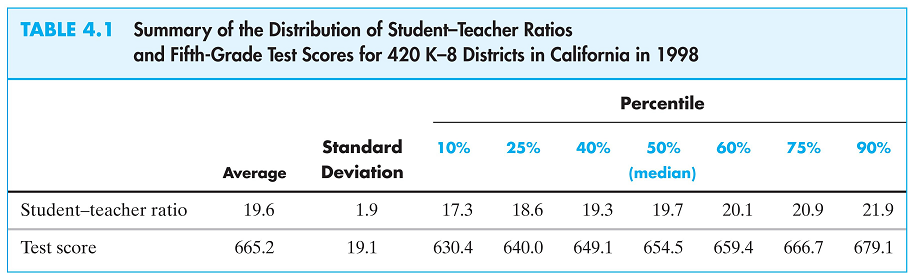 TABLE 4.1 Summary of the Distribution of Student–Teacher Ratios
and Fifth-Grade Test Scores for 420 K–8 Districts in California in 1998
Percentile
Standard 10% 25% 40% 50% 60% 75% 90%
Average Deviation (median)
Student–teacher ratio 19.6 1.9 17.3 18.6 19.3 19.7 20.1 20.9 21.9
Test score 665.2 19.1 630.4 640.0 649.1 654.5 659.4 666.7 679.1